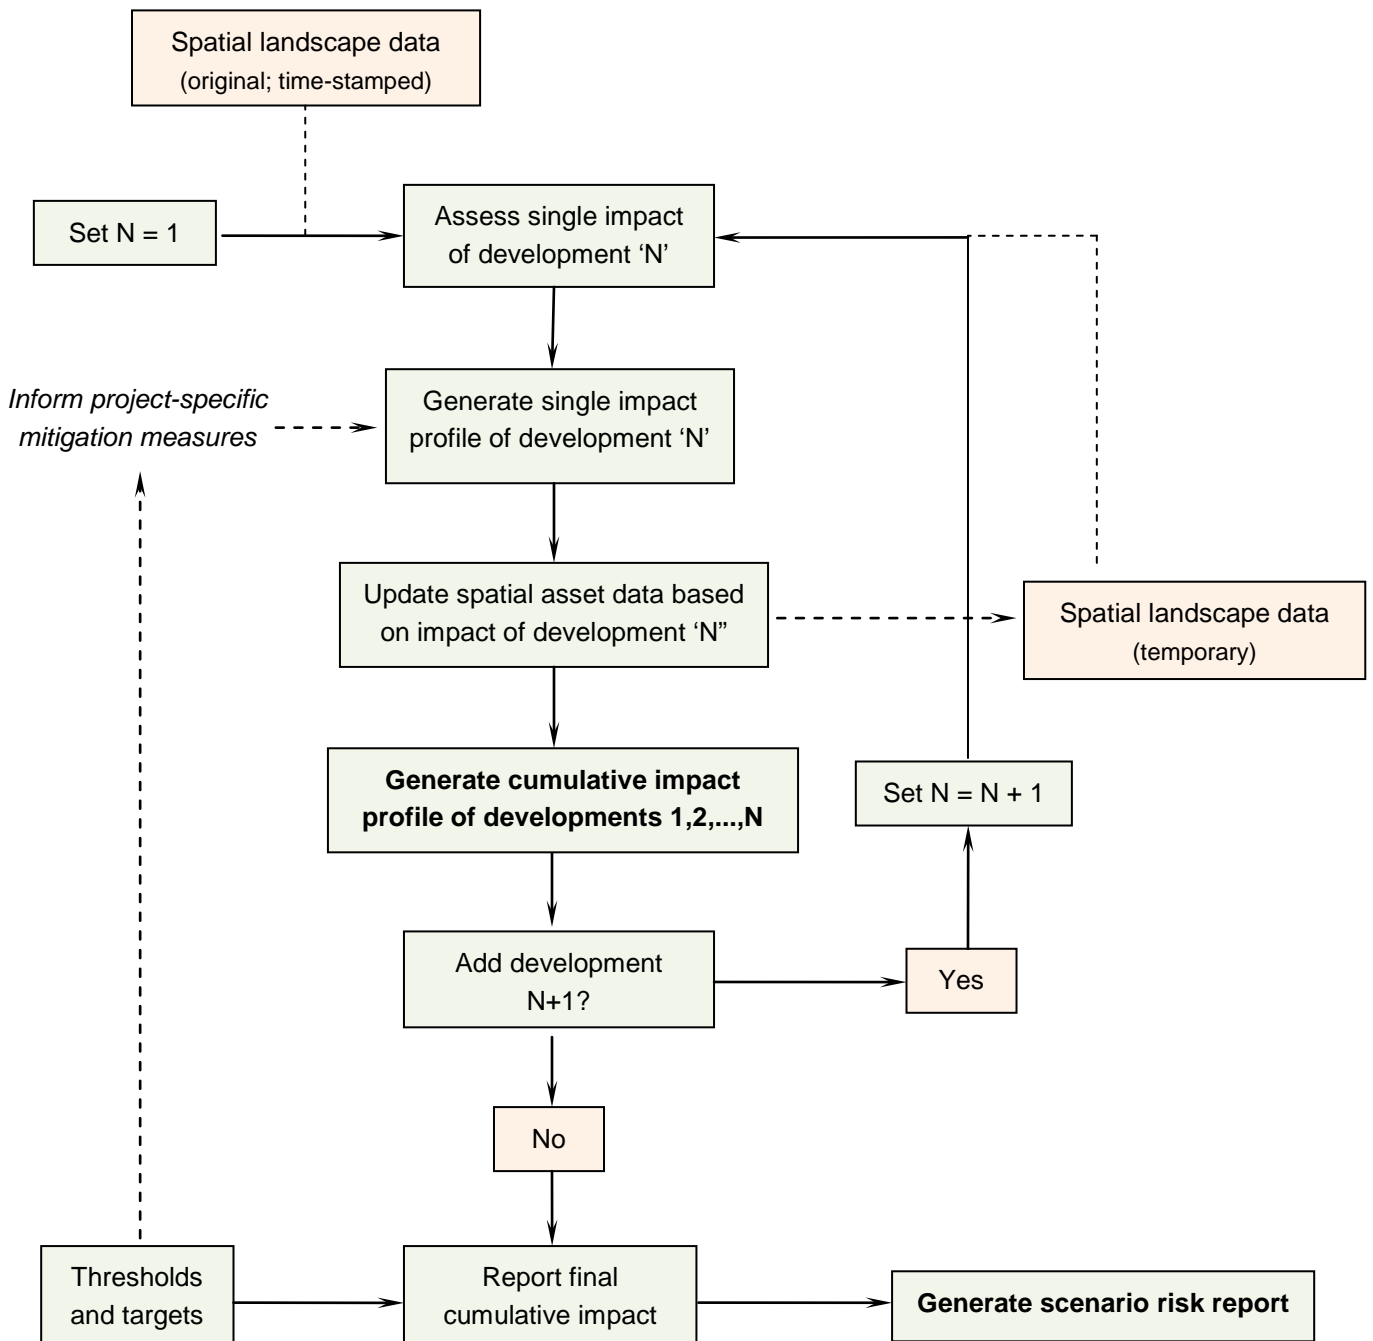 Spatial landscape data
(original; time-stamped)
Set N = 1
Assess single impact
of development ‘N’
Inform project-specific
mitigation measures
Generate single impact
profile of development ‘N’
Update spatial asset data based
on impact of development ‘N”
Spatial landscape data
(temporary)
Generate cumulative impact
profile of developments 1,2,...,N
Set N = N + 1
Add development
N+1?
Yes
No
Thresholds
and targets
Report final
cumulative impact
Generate scenario risk report